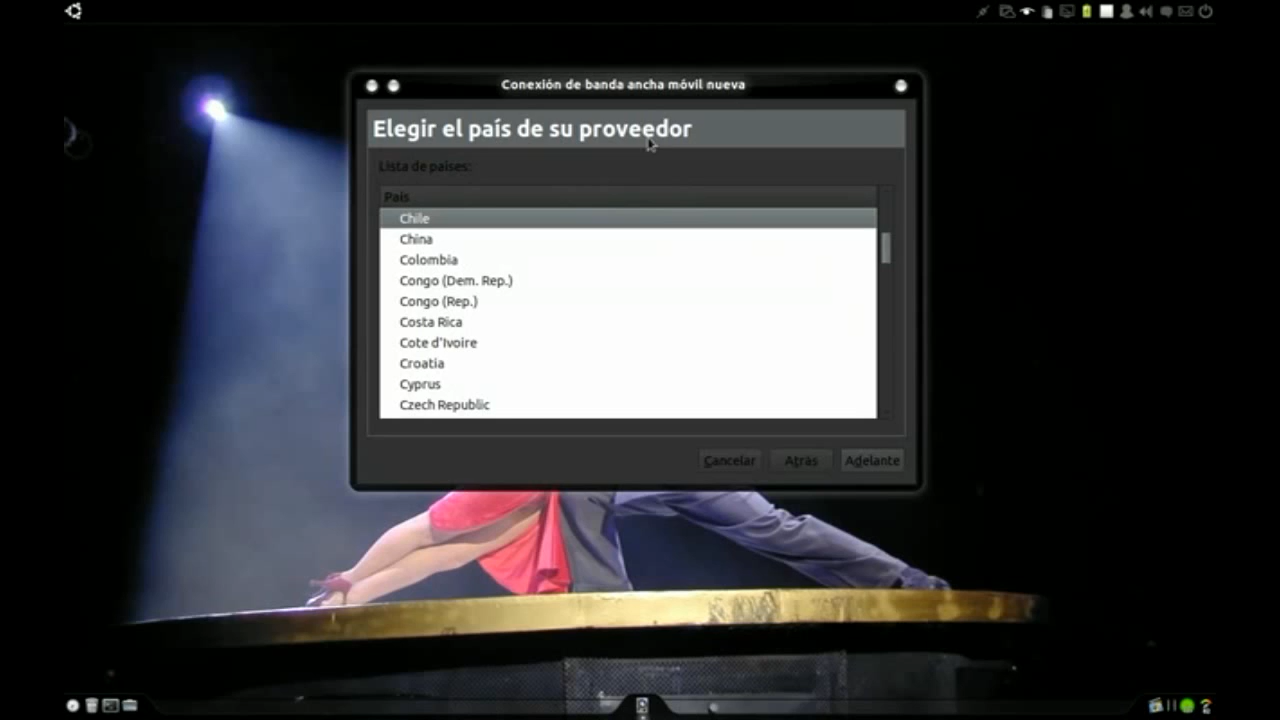 Conexión de banda ancha móvil nueva
Elegir el país de su proveedor
Lista de países:
País
Chile
China
Colombia
Congo (Dem. Rep.)
Congo (Rep.)
Costa Rica
Cote d'Ivoire
Croatia
Cyprus
Czech Republic
Cancelar
Atrás
Adelante